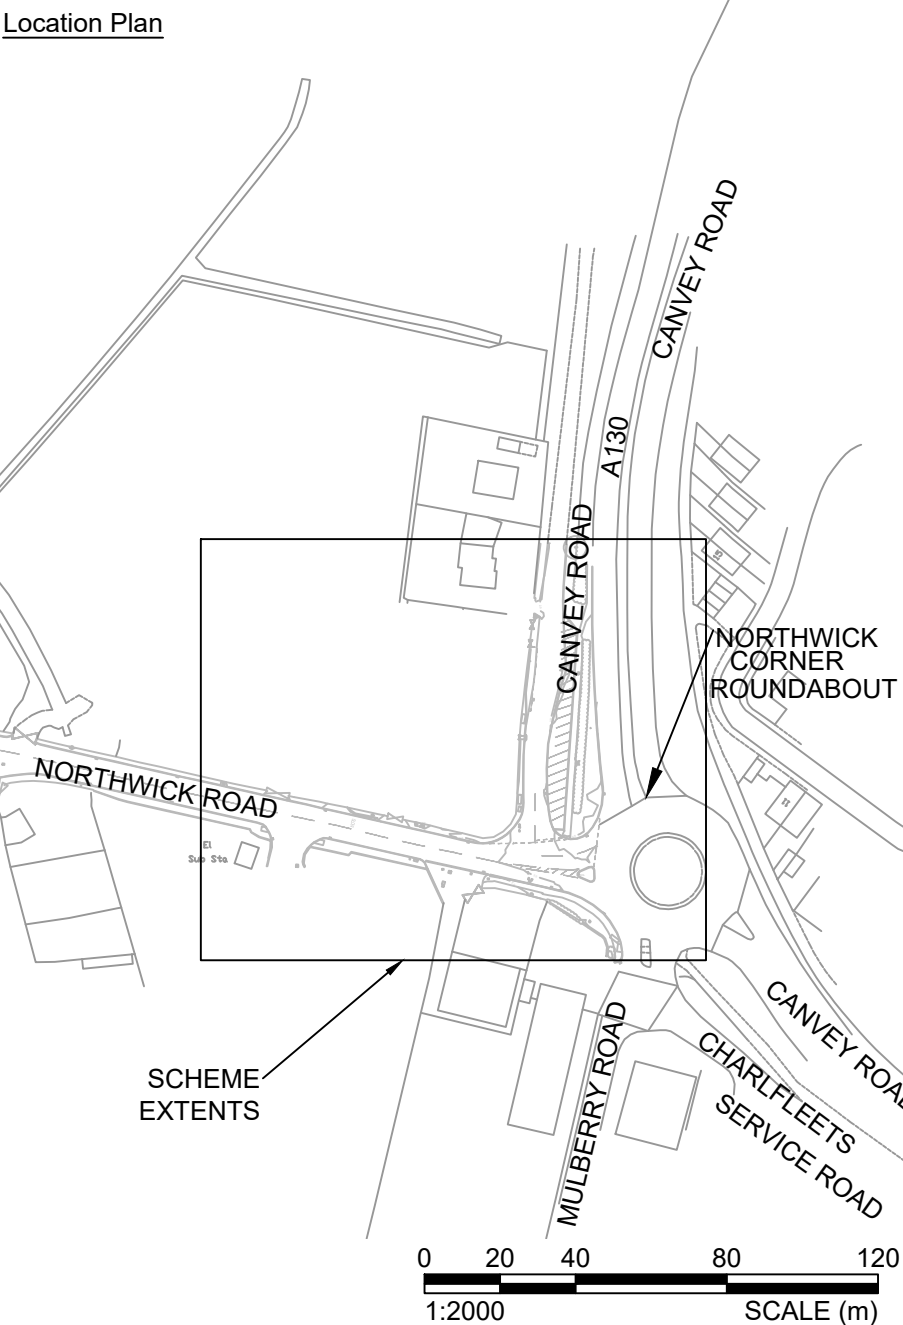 Location Plan
CANVEY ROAD
A130
CANVEY ROAD
NORTHWICK
CORNER
ROUNDABOUT
NORTHWICK ROAD
El
Sub Sta
SCHEME
EXTENTS
CANVEY ROAD
CHARLFLEETS
SERVICE ROAD
MULBERRY ROAD
0 20 40 80 120
1:2000 SCALE (m)